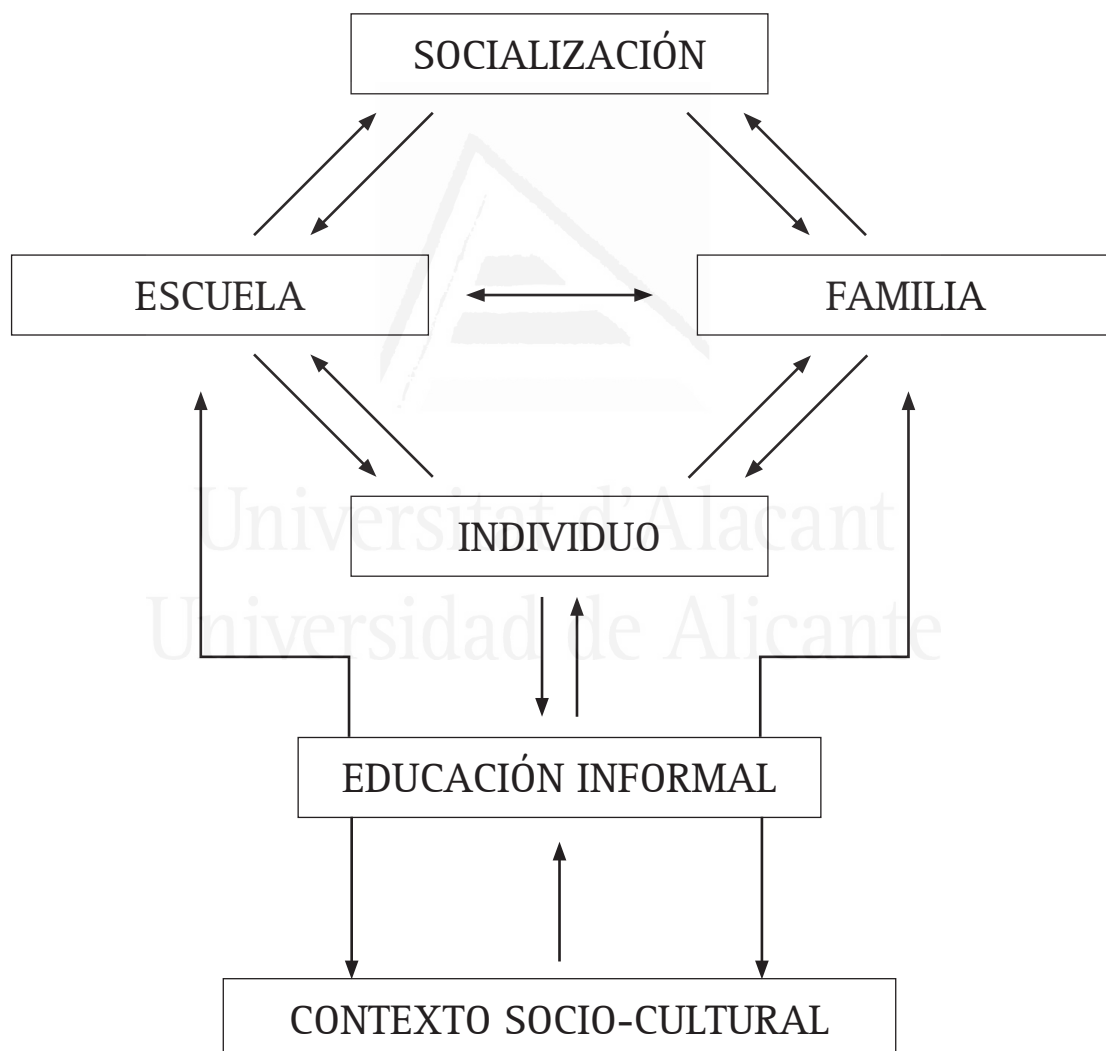 SOCIALIZACIÓN
ESCUELA
FAMILIA
INDIVIDUO
Universitat d'Alacant
Universidad de Alicante
EDUCACIÓN INFORMAL
CONTEXTO SOCIO-CULTURAL